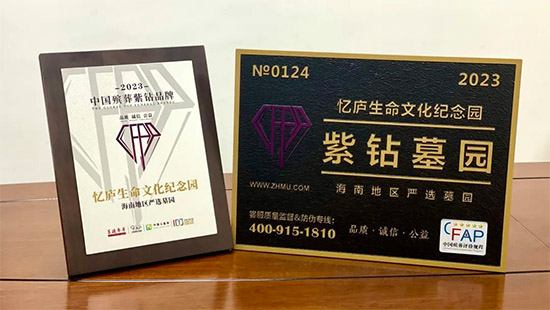 -2023-
中国殡葬紫钻品牌
品质 诚信 公益
忆庐生命文化纪念园
海南地区严选墓园
CFAP
100
№0124
2023
忆庐生命文化纪念园
紫钻墓园
WWW.ZHMU.COM
海南地区严选墓园
客服质量监督&防伪专线:
400-915-1810
品质·诚信·公益
CFAP
中国殡葬评价规程